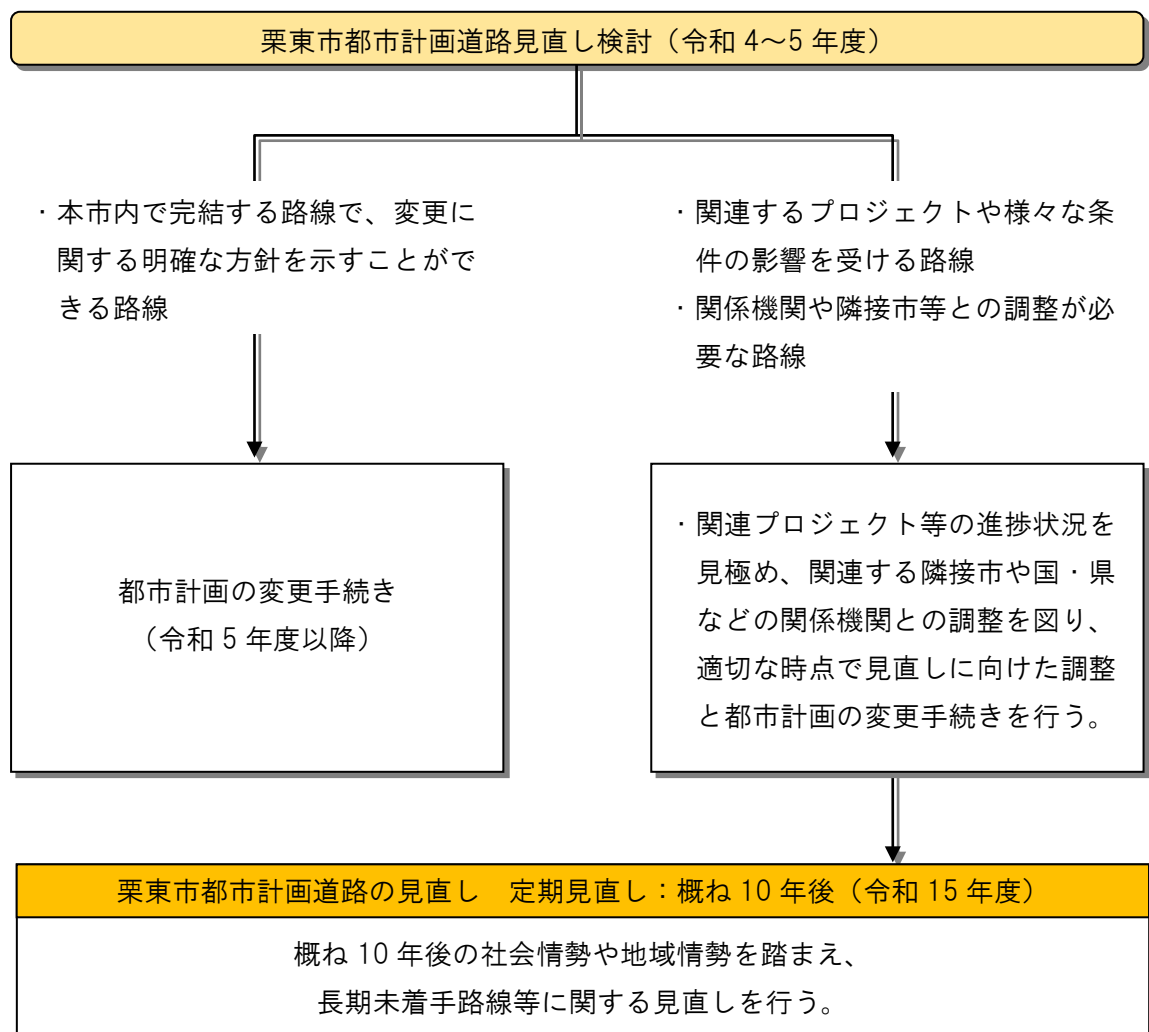 栗東市都市計画道路見直し検討（令和 4～5 年度）
・本市内で完結する路線で、変更に
関する明確な方針を示すことがで
きる路線
・関連するプロジェクトや様々な条
件の影響を受ける路線
・関係機関や隣接市等との調整が必
要な路線
都市計画の変更手続き
（令和 5 年度以降）
・関連プロジェクト等の進捗状況を
見極め、関連する隣接市や国・県
などの関係機関との調整を図り、
適切な時点で見直しに向けた調整
と都市計画の変更手続きを行う。
栗東市都市計画道路の見直し　定期見直し：概ね 10 年後（令和 15 年度）
概ね 10 年後の社会情勢や地域情勢を踏まえ、
長期未着手路線等に関する見直しを行う。